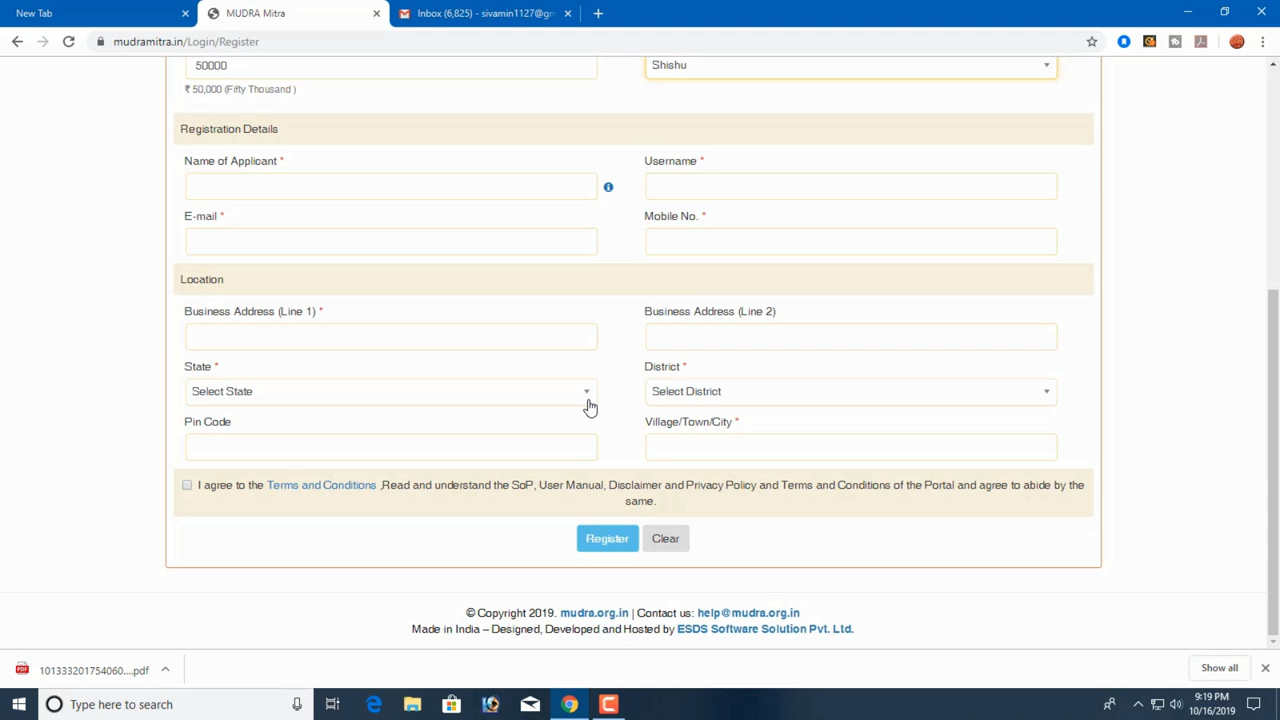 New Tab
MUDRA Mitra
Inbox (6,825) - sivamin1127@gm
mudramitra.in/Login/Register
50000
Shishu
₹ 50,000 (Fifty Thousand )
Registration Details
Name of Applicant *
Username *
E-mail *
Mobile No. *
Location
Business Address (Line 1) *
Business Address (Line 2)
State *
District *
Select State
Select District
Pin Code
Village/Town/City *
I agree to the Terms and Conditions ,Read and understand the SoP, User Manual, Disclaimer and Privacy Policy and Terms and Conditions of the Portal and agree to abide by the
same.
Register
Clear
© Copyright 2019. mudra.org.in | Contact us: help@mudra.org.in
Made in India – Designed, Developed and Hosted by ESDS Software Solution Pvt. Ltd.
101333201754060....pdf
Show all
Type here to search
9:19 PM
10/16/2019